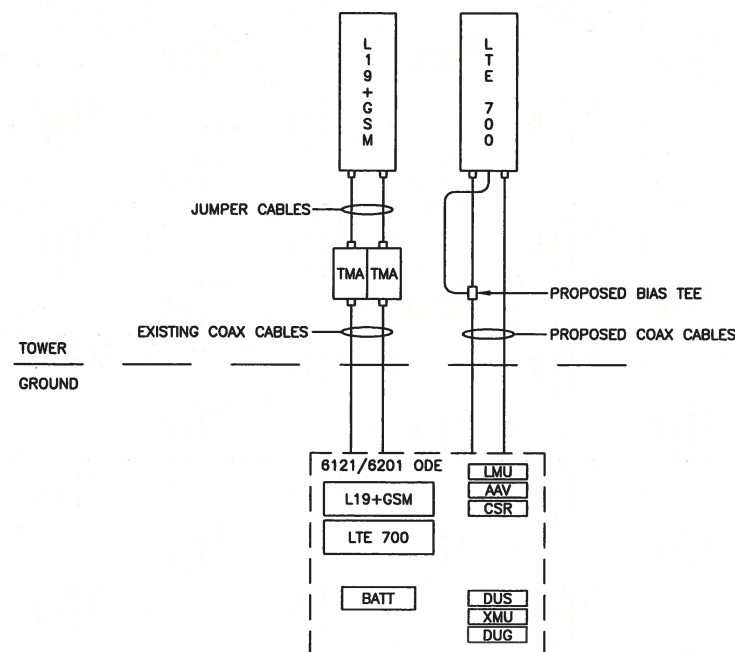 L19+GSM
LTE 700
JUMPER CABLES
TMA TMA
PROPOSED BIAS TEE
EXISTING COAX CABLES
PROPOSED COAX CABLES
TOWER
GROUND
6121/6201 ODE
L19+GSM
LTE 700
BATT
LMU
AAV
CSR
DUS
XMU
DUG